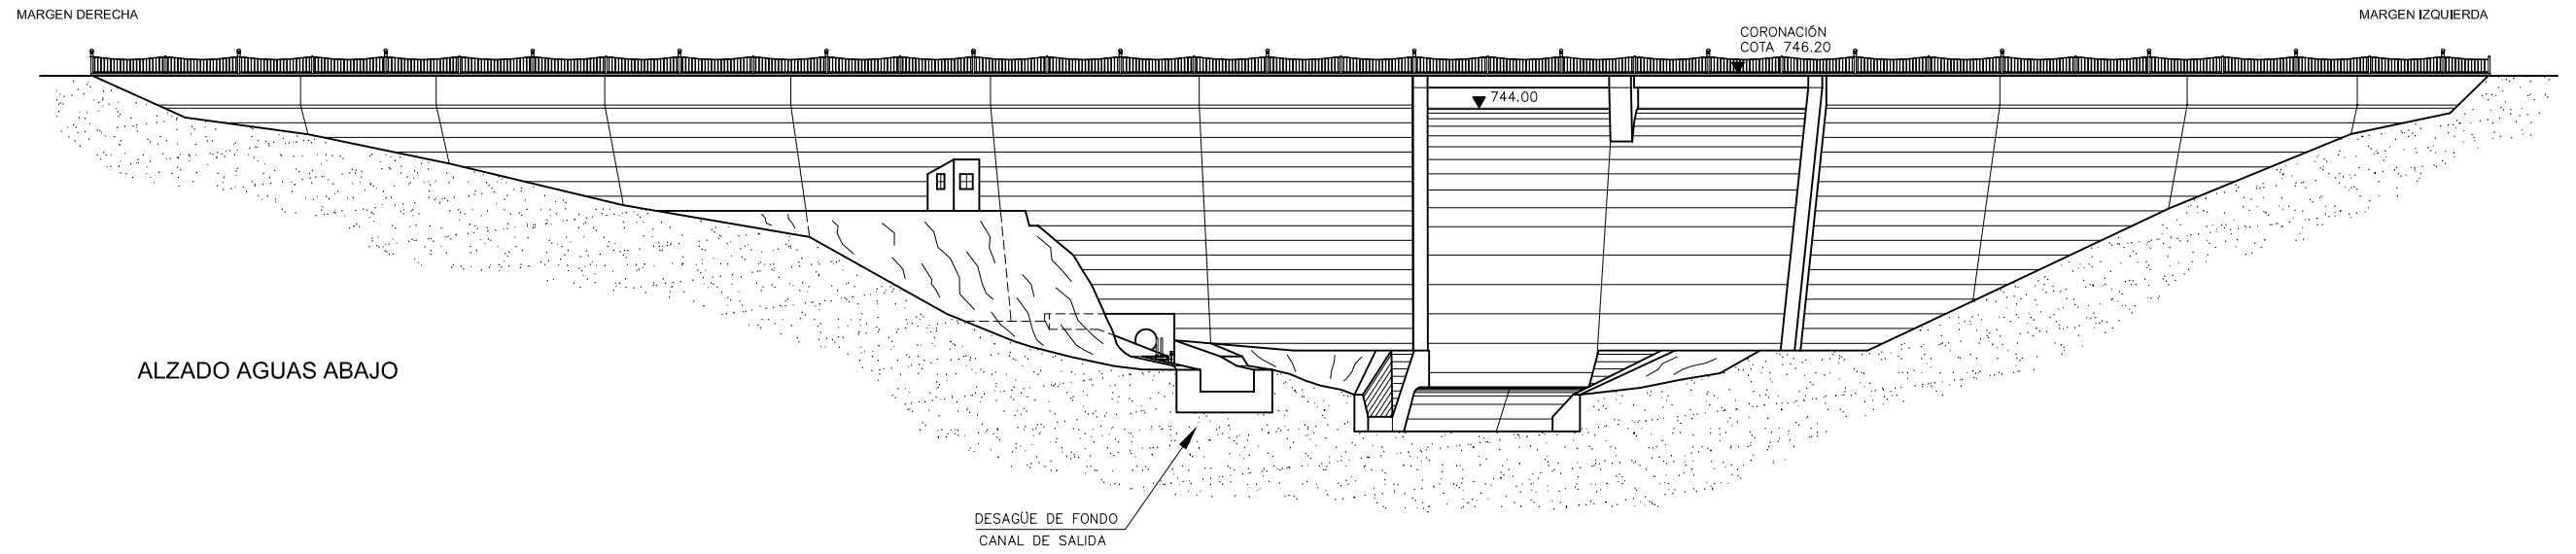 MARGEN DERECHA
MARGEN IZQUIERDA
CORONACIÓN
COTA 746.20
744.00
ALZADO AGUAS ABAJO
DESAGÜE DE FONDO
CANAL DE SALIDA